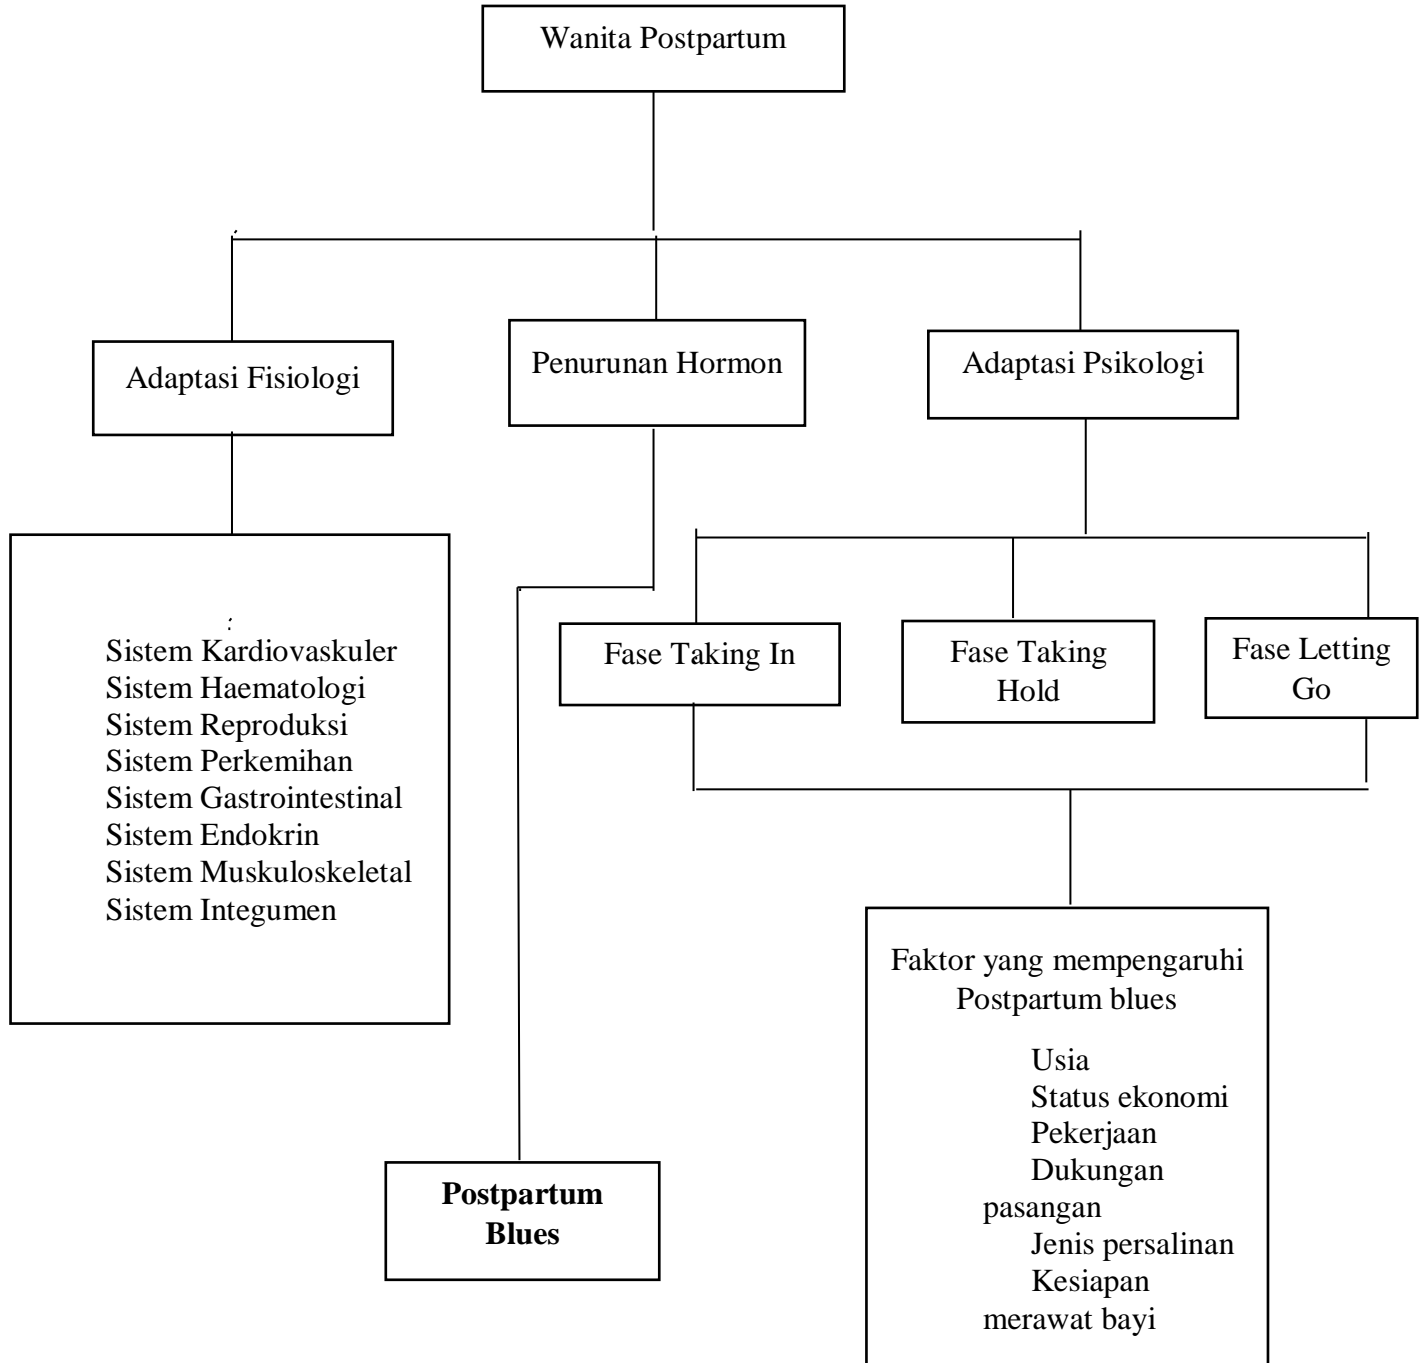 Wanita Postpartum
Adaptasi Fisiologi
Penurunan Hormon
Adaptasi Psikologi
Sistem Kardiovaskuler
Sistem Haematologi
Sistem Reproduksi
Sistem Perkemihan
Sistem Gastrointestinal
Sistem Endokrin
Sistem Muskuloskeletal
Sistem Integumen
Fase Taking In
Fase Taking
Hold
Fase Letting
Go
Faktor yang mempengaruhi
Postpartum blues
Usia
Status ekonomi
Pekerjaan
Dukungan
pasangan
Jenis persalinan
Kesiapan
merawat bayi
Postpartum
Blues